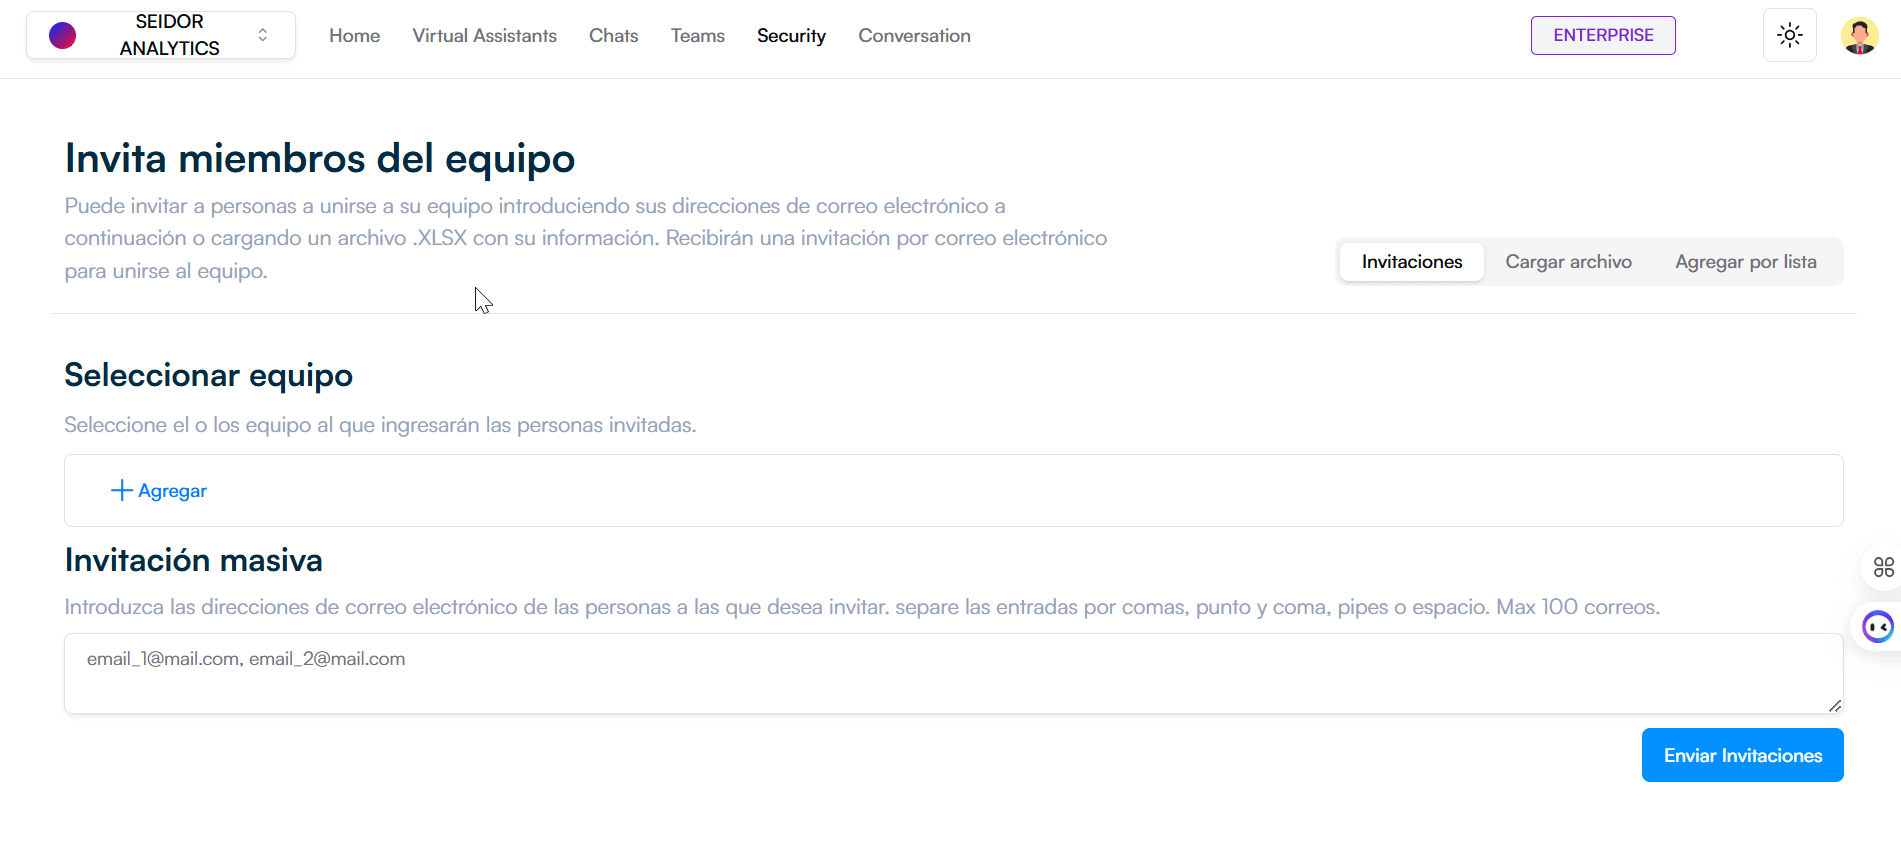 SEIDOR
ANALYTICS
Home
Virtual Assistants
Chats
Teams
Security
Conversation
ENTERPRISE
Invita miembros del equipo
Puede invitar a personas a unirse a su equipo introduciendo sus direcciones de correo electrónico a
continuación o cargando un archivo .XLSX con su información. Recibirán una invitación por correo electrónico
para unirse al equipo.
Invitaciones
Cargar archivo
Agregar por lista
Seleccionar equipo
Seleccione el o los equipo al que ingresarán las personas invitadas.
Agregar
Invitación masiva
Introduzca las direcciones de correo electrónico de las personas a las que desea invitar. separe las entradas por comas, punto y coma, pipes o espacio. Max 100 correos.
email_1@mail.com, email_2@mail.com
Enviar Invitaciones